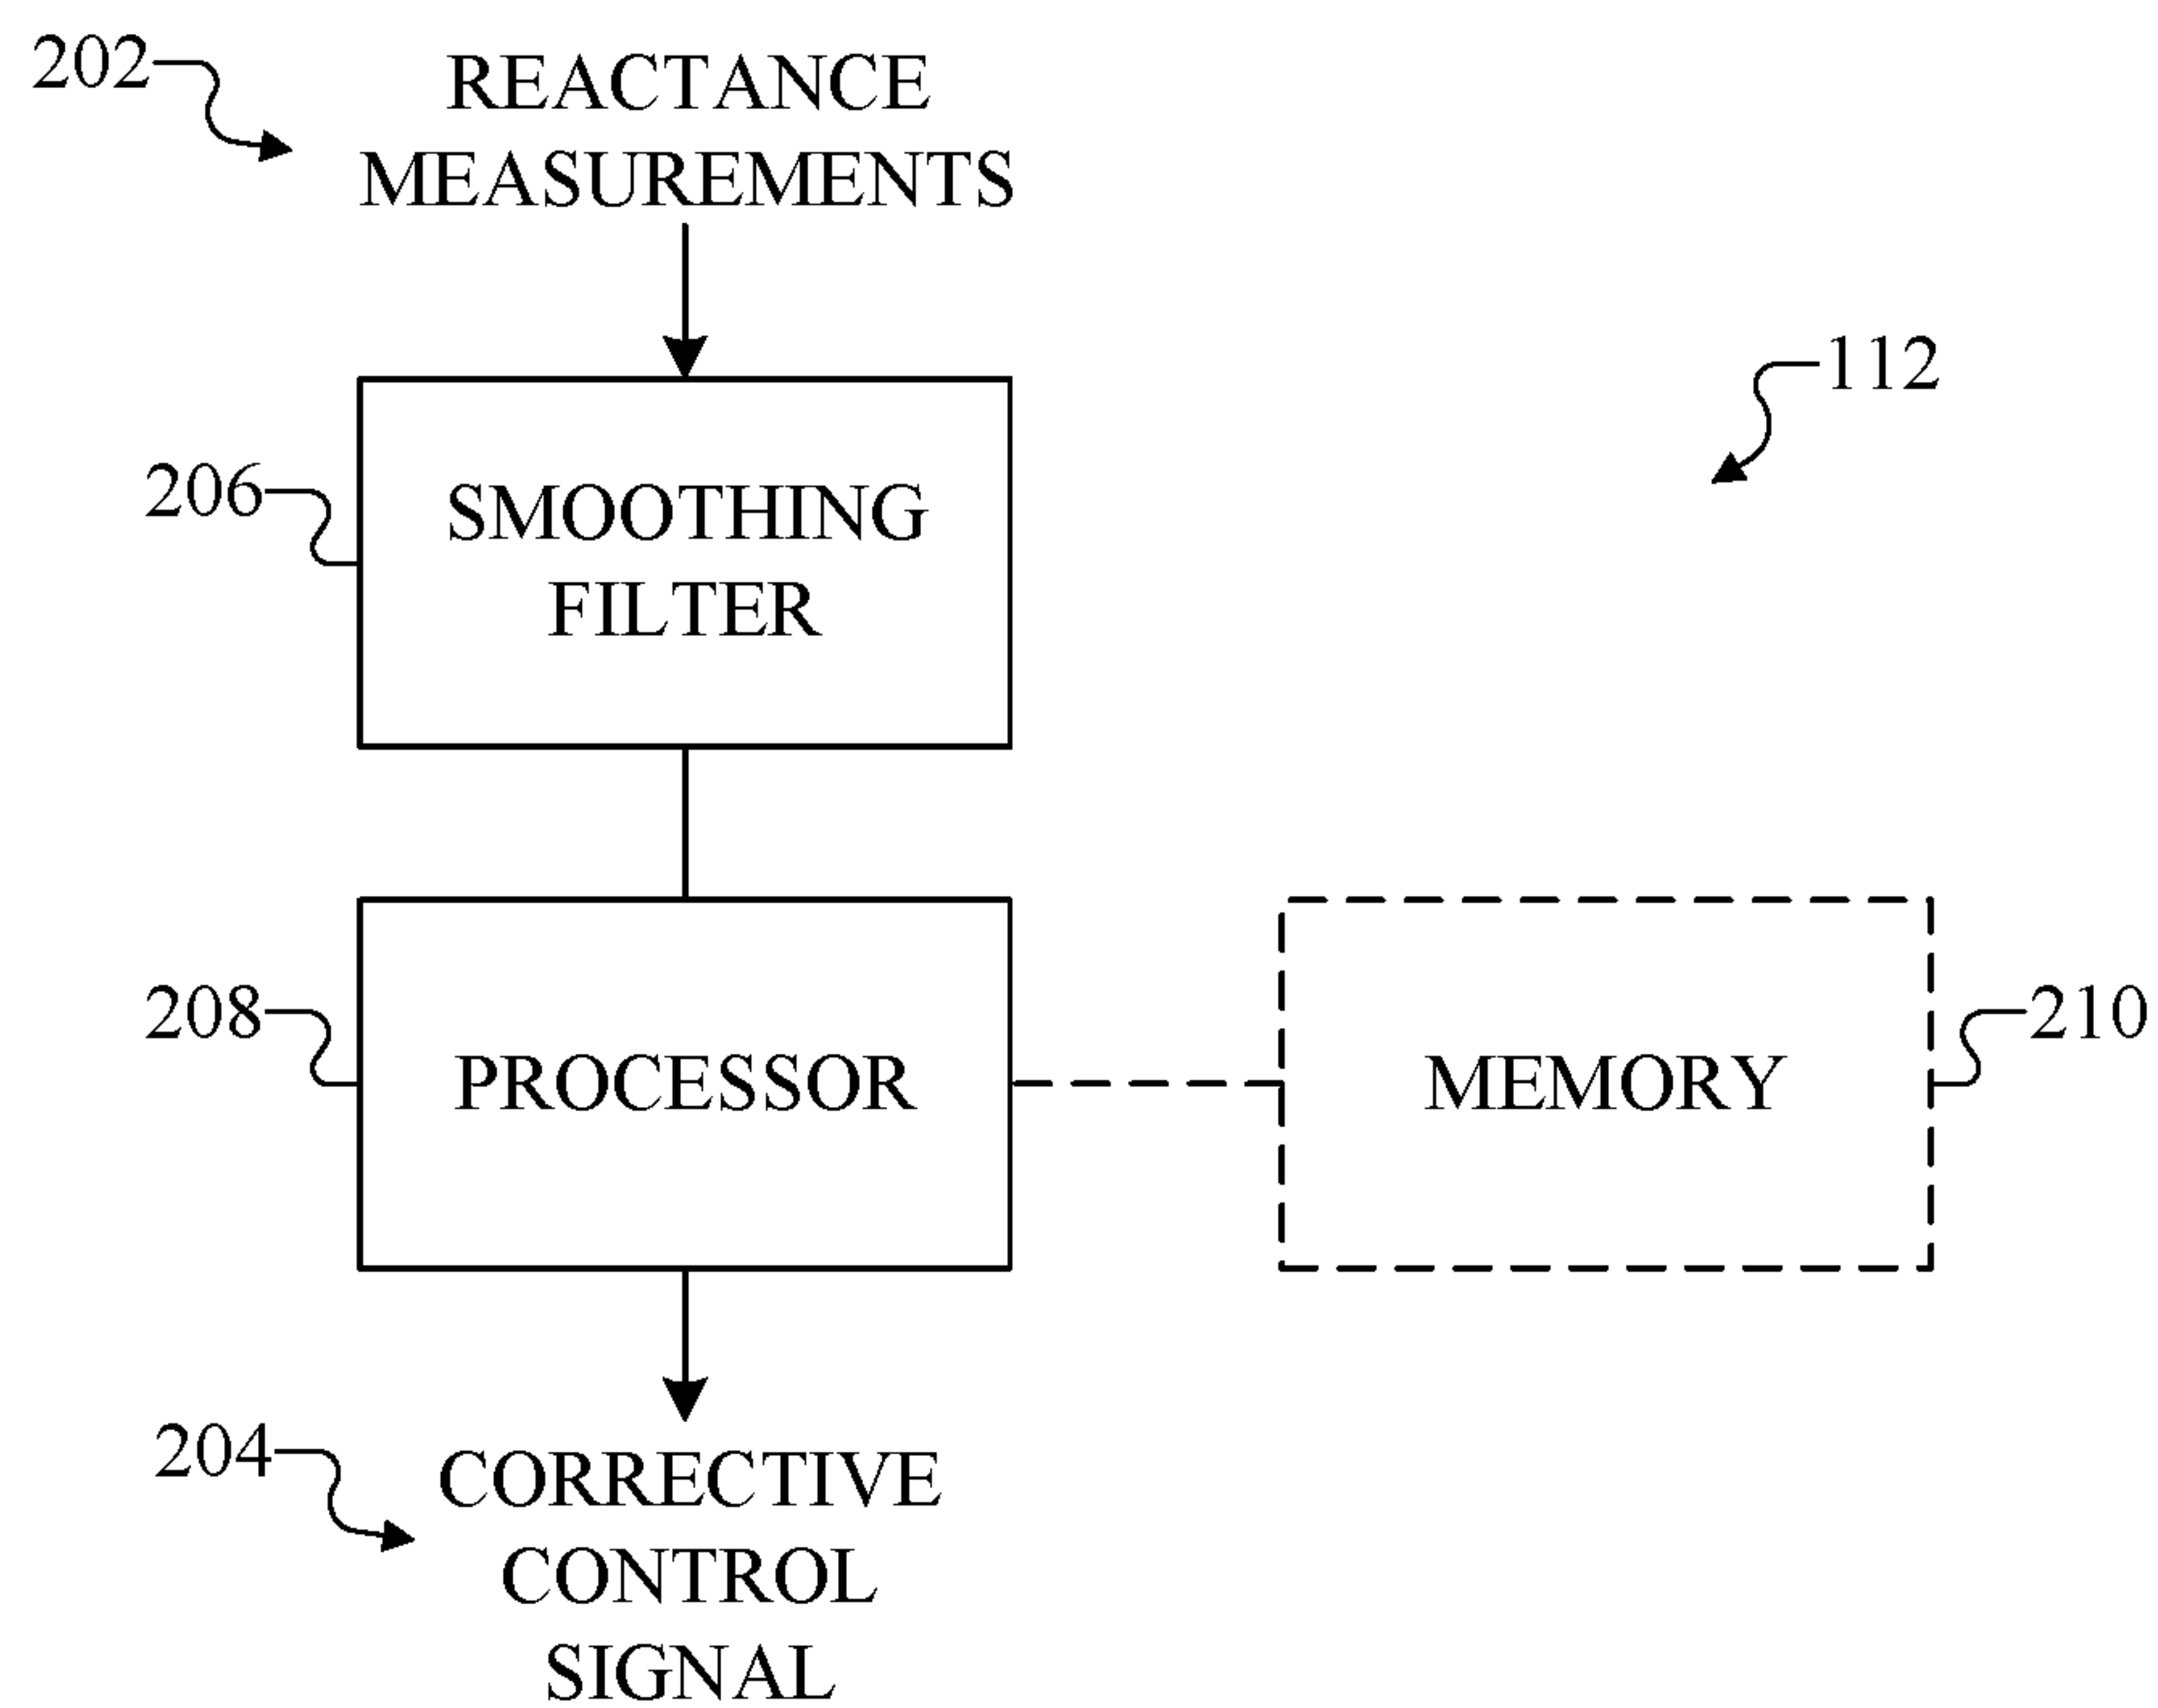 202
REACTANCE
MEASUREMENTS
112
206
SMOOTHING
FILTER
208
PROCESSOR
MEMORY
210
204
CORRECTIVE
CONTROL
SIGNAL